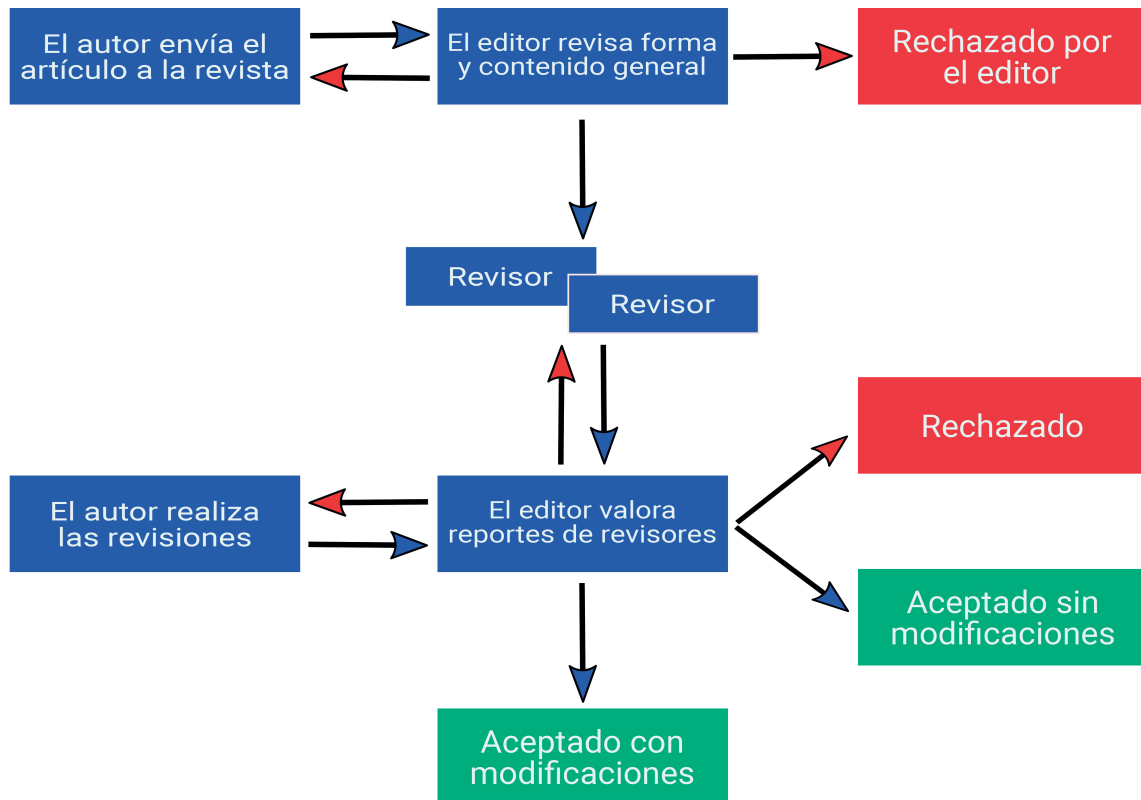 El autor envía el
artículo a la revista
El editor revisa forma
y contenido general
Rechazado por
el editor
Revisor
Revisor
Rechazado
El autor realiza
las revisiones
El editor valora
reportes de revisores
Aceptado sin
modificaciones
Aceptado con
modificaciones